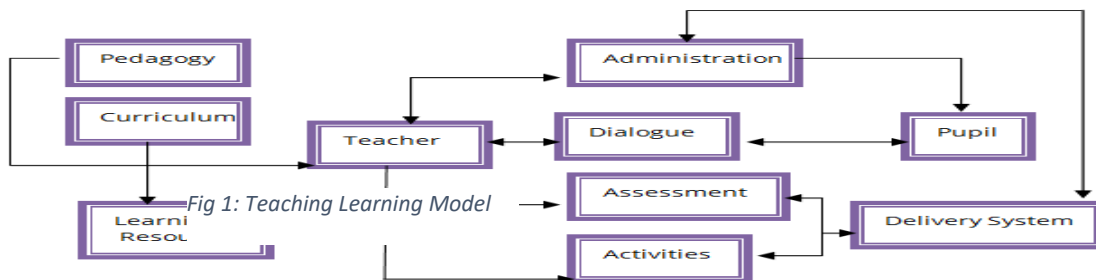 Pedagogy
Administration
Curriculum
Teacher
Dialogue
Pupil
Assessment
Fig 1: Teaching Learning Model
Delivery System
Activities